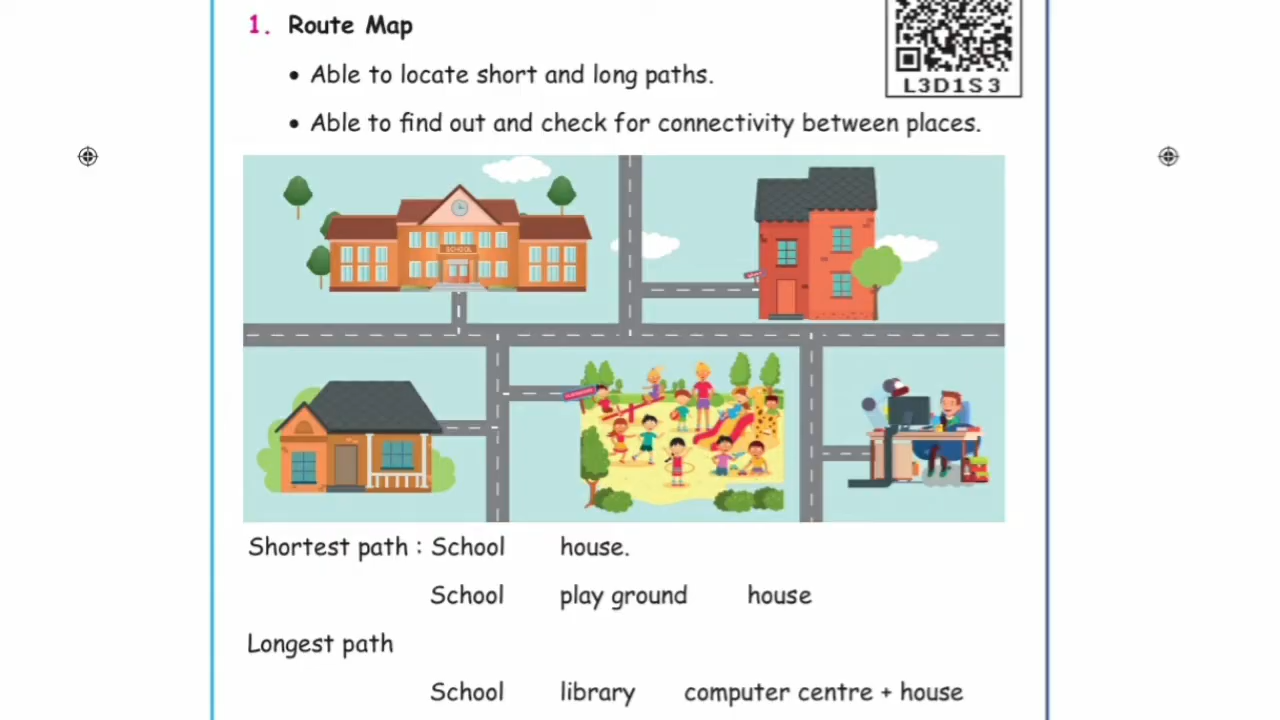 1. Route Map
L3D1S3
• Able to locate short and long paths.
• Able to find out and check for connectivity between places.
SCHOOL
Shortest path : School house.
School play ground house
Longest path
School library computer centre + house